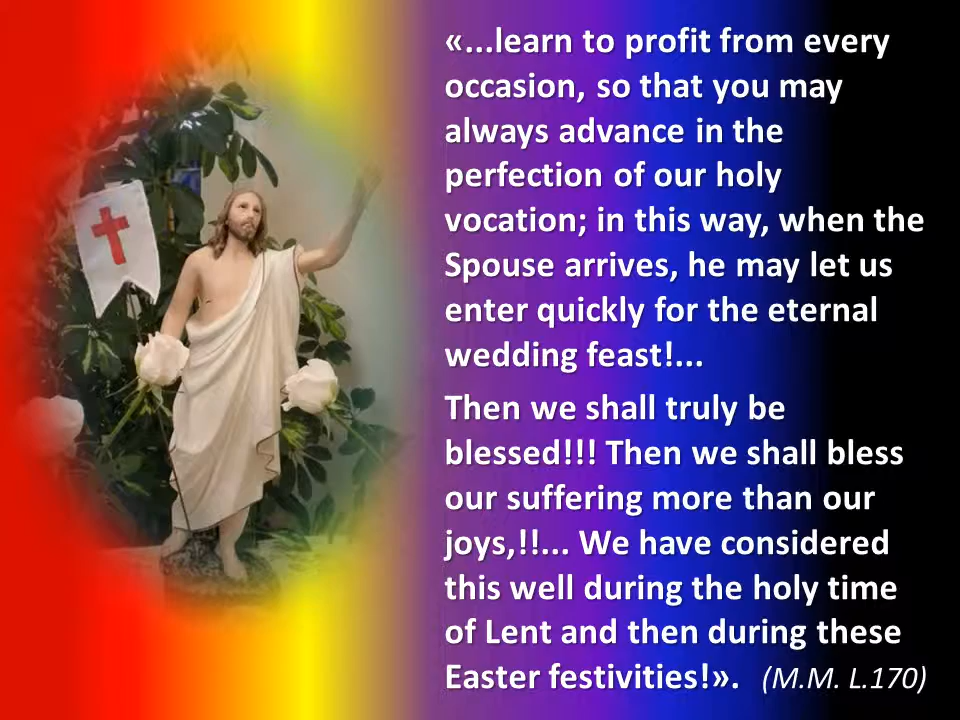 «...learn to profit from every
occasion, so that you may
always advance in the
perfection of our holy
vocation; in this way, when the
Spouse arrives, he may let us
enter quickly for the eternal
wedding feast!...
Then we shall truly be
blessed!!! Then we shall bless
our suffering more than our
joys,!!... We have considered
this well during the holy time
of Lent and then during these
Easter festivities!». (M.M. L.170)